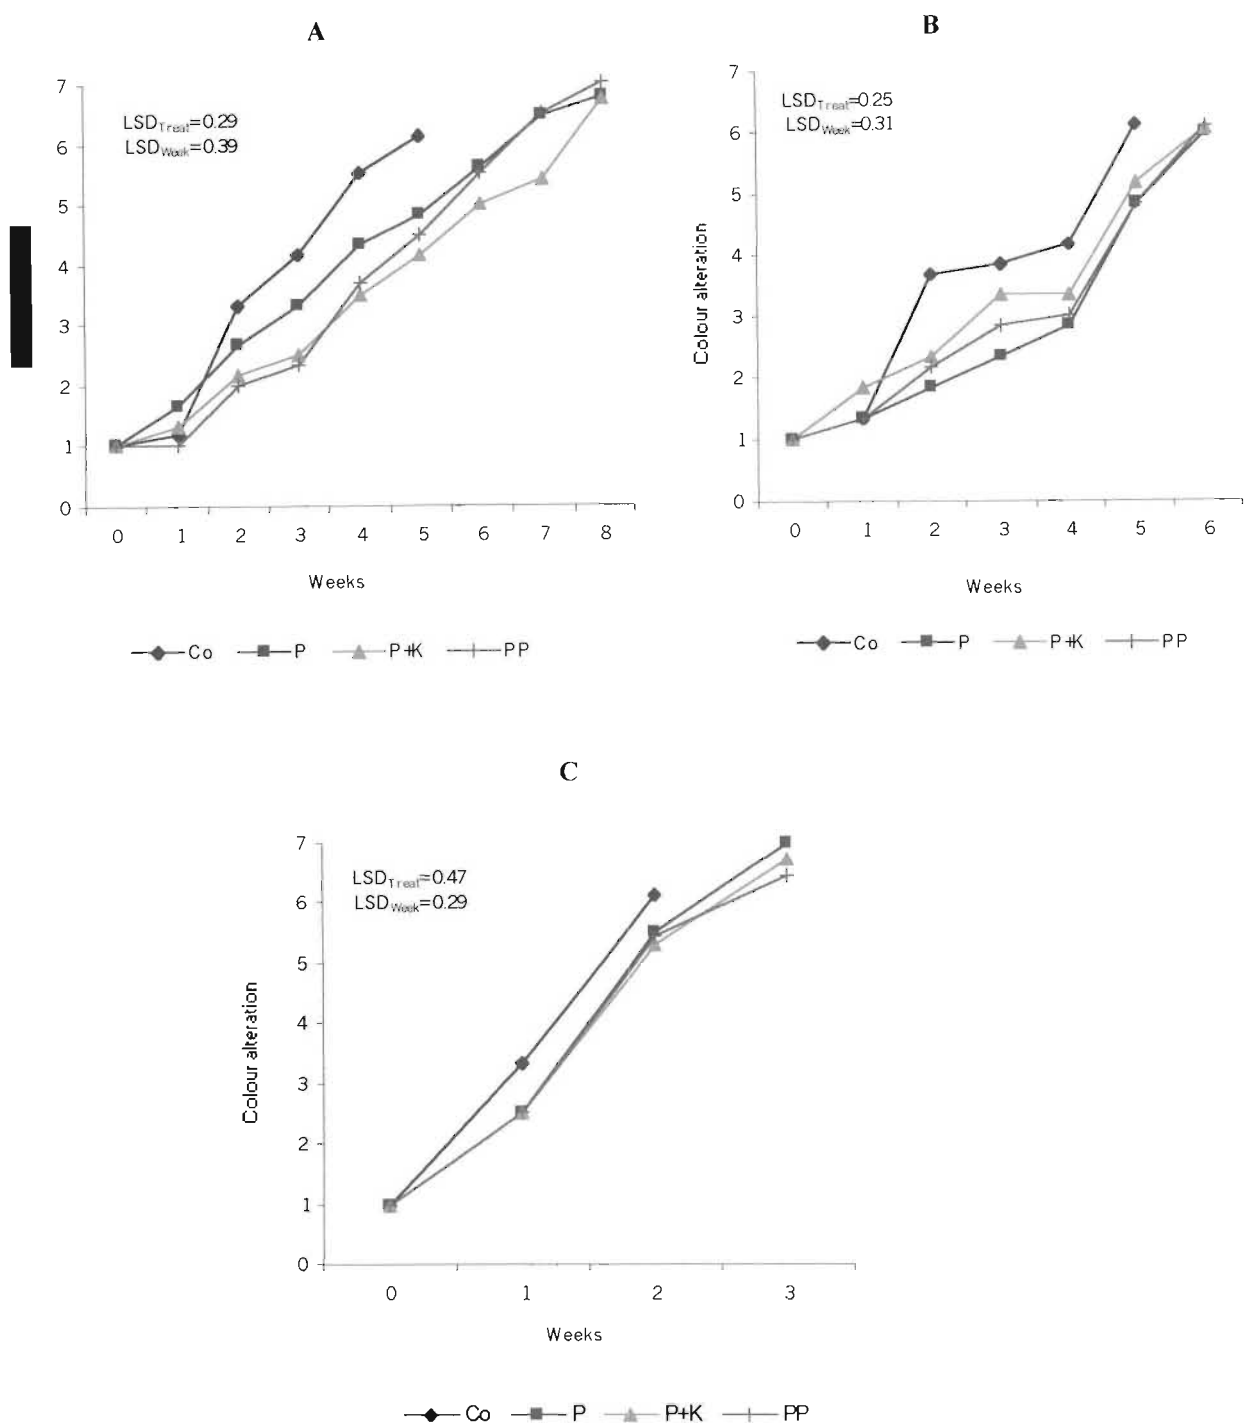 A
7
LSDTreat=0.29
LSDWeek=0.39
6
5
4
3
2
1
0
0 1 2 3 4 5 6 7 8
Weeks
Co P P+K PP
B
7
LSDTreat=0.25
LSDWeek=0.31
6
5
4
3
2
1
0
Colour alteration
0 1 2 3 4 5 6
Weeks
Co P P+K PP
C
7
LSDTreat=0.47
LSDWeek=0.29
6
5
4
3
2
1
0
Colour alteration
0 1 2 3
Weeks
Co P P+K PP